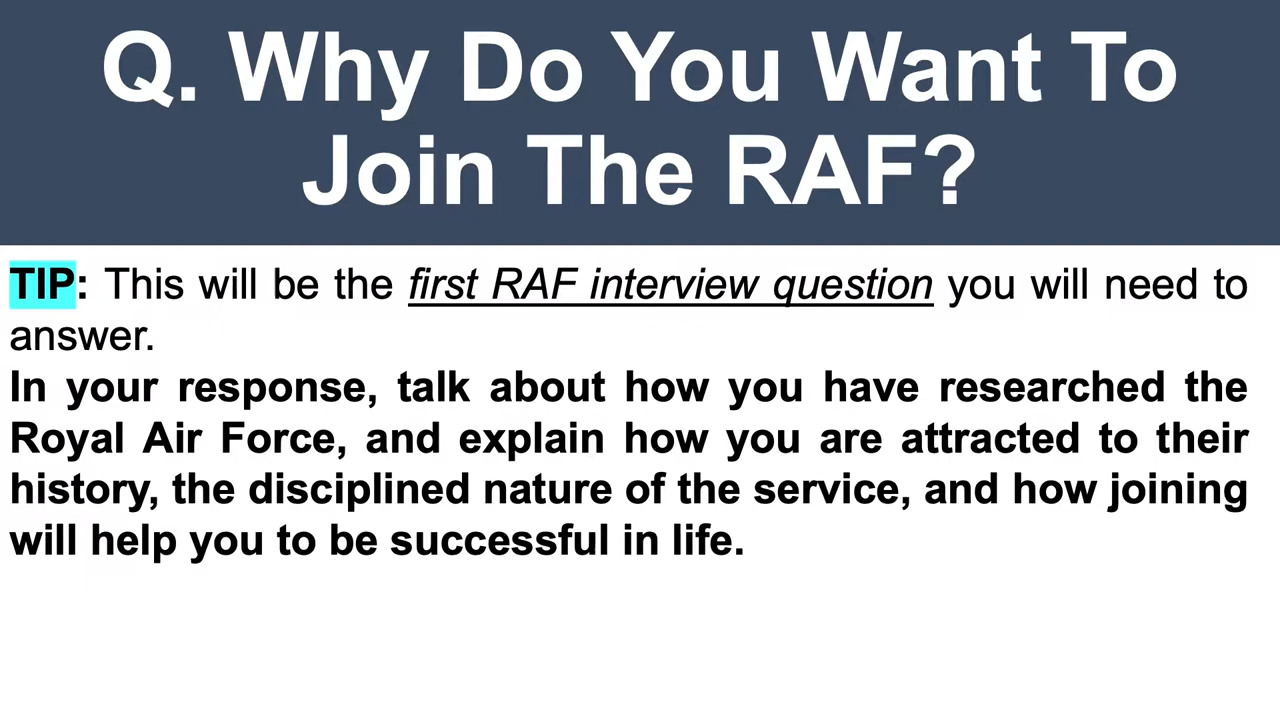 Q. Why Do You Want To
Join The RAF?
TIP: This will be the first RAF interview question you will need to
answer.
In your response, talk about how you have researched the
Royal Air Force, and explain how you are attracted to their
history, the disciplined nature of the service, and how joining
will help you to be successful in life.